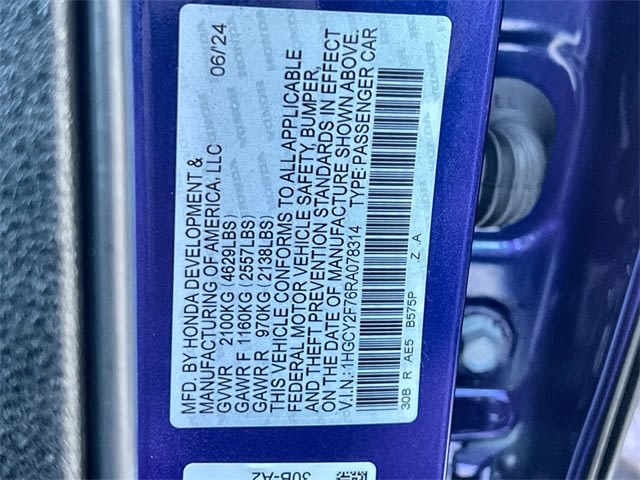 MFD. BY HONDA DEVELOPMENT &
MANUFACTURING OF AMERICA, LLC 06/24
GVWR 2100KG (4629LBS)
GAWR F 1160KG (2557LBS)
GAWR R 970KG (2138LBS)
THIS VEHICLE CONFORMS TO ALL APPLICABLE
FEDERAL MOTOR VEHICLE SAFETY, BUMPER,
AND THEFT PREVENTION STANDARDS IN EFFECT
ON THE DATE OF MANUFACTURE SHOWN ABOVE.
V.I.N.: 1HGCY2F76RA078314 TYPE:PASSENGER CAR
30B R AE5 B575P Z A
30B-A2